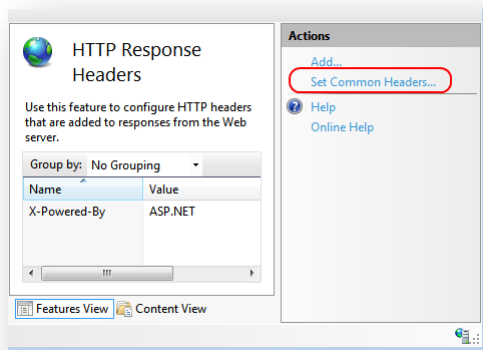 HTTP Response
Headers
Use this feature to configure HTTP headers
that are added to responses from the Web
server.
Group by: No Grouping
Name Value
X-Powered-By ASP.NET
Features View Content View
Actions
Add...
Set Common Headers...
Help
Online Help